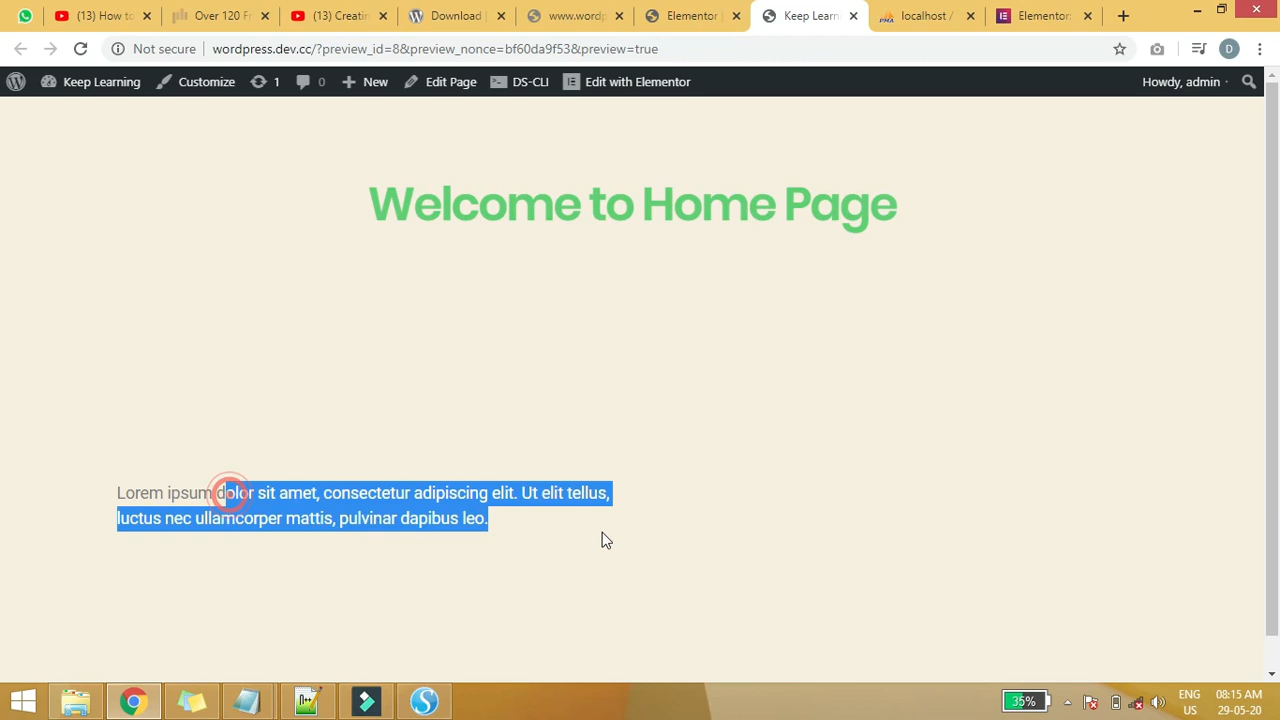 (13) How to
Over 120 Fr
(13) Creatin
Download |
www.wordp
Elementor |
Keep Learn
localhost /
Elementor:
Not secure
wordpress.dev.cc/?preview_id=8&preview_nonce=bf60da9f53&preview=true
D
Keep Learning
Customize
1
0
New
Edit Page
DS-CLI
Edit with Elementor
Howdy, admin
Welcome to Home Page
Lorem ipsum dolor sit amet, consectetur adipiscing elit. Ut elit tellus,
luctus nec ullamcorper mattis, pulvinar dapibus leo.
35%
ENG
US
08:15 AM
29-05-20